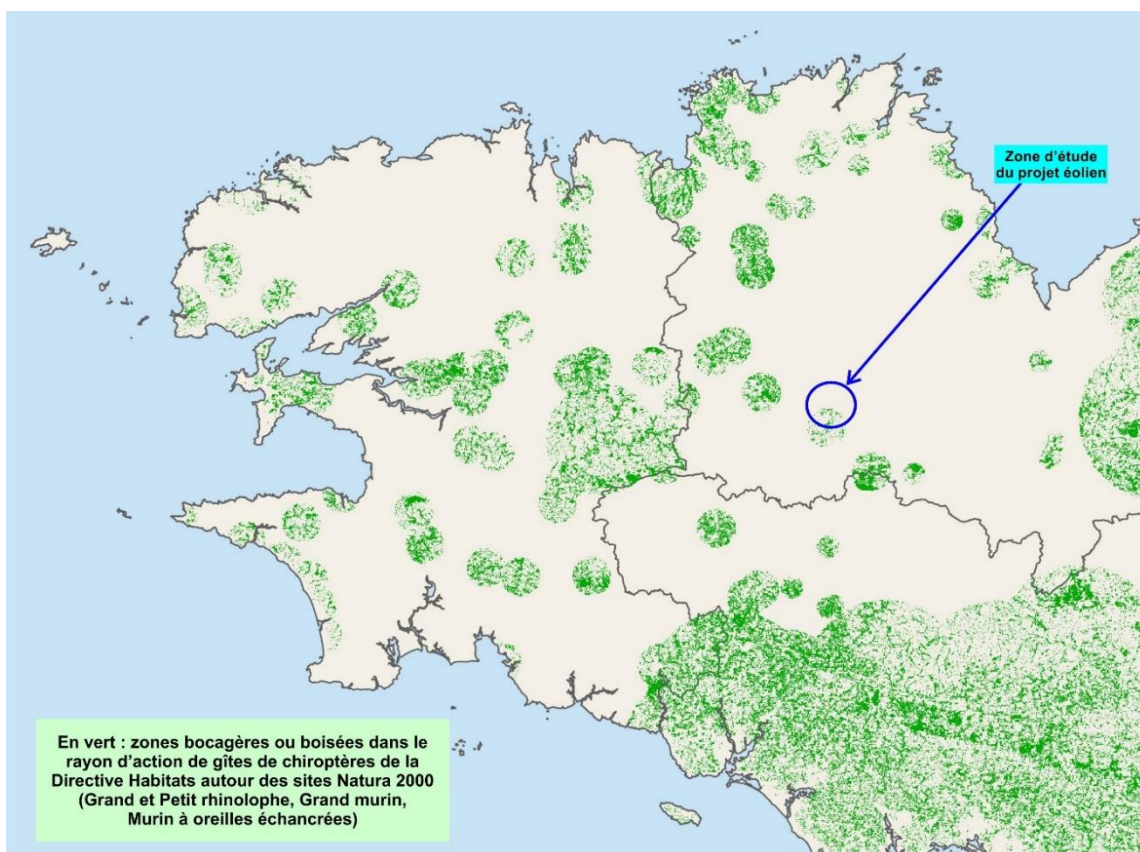 Zone d'étude
du projet éolien
En vert : zones bocagères ou boisées dans le
rayon d'action de gîtes de chiroptères de la
Directive Habitats autour des sites Natura 2000
(Grand et Petit rhinolophe, Grand murin,
Murin à oreilles échancrées)